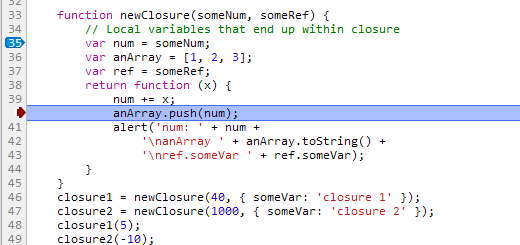 32
33 function newClosure(someNum, someRef) {
34 // Local variables that end up within closure
35 var num = someNum;
36 var anArray = [1, 2, 3];
37 var ref = someRef;
38 return function (x) {
39 num += x;
anArray.push(num);
41 alert('num: ' + num +
42 '\nanArray ' + anArray.toString() +
43 '\nref.someVar ' + ref.someVar);
44 }
45 }
46 closure1 = newClosure(40, { someVar: 'closure 1' });
47 closure2 = newClosure(1000, { someVar: 'closure 2' });
48 closure1(5);
49 closure2(-10);